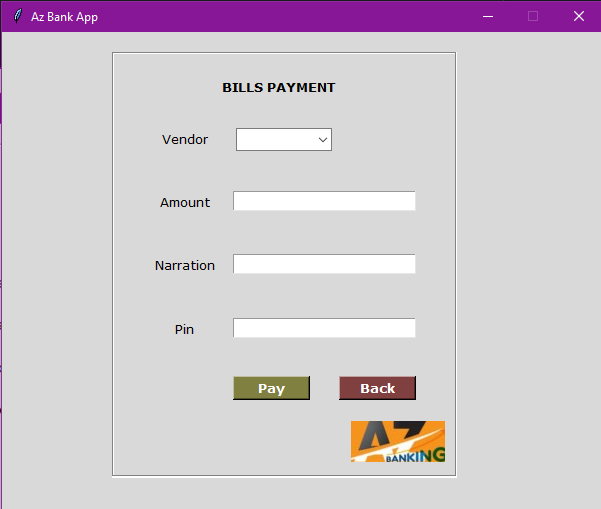 Az Bank App
BILLS PAYMENT
Vendor
Amount
Narration
Pin
Pay Back
AZ
BANKING